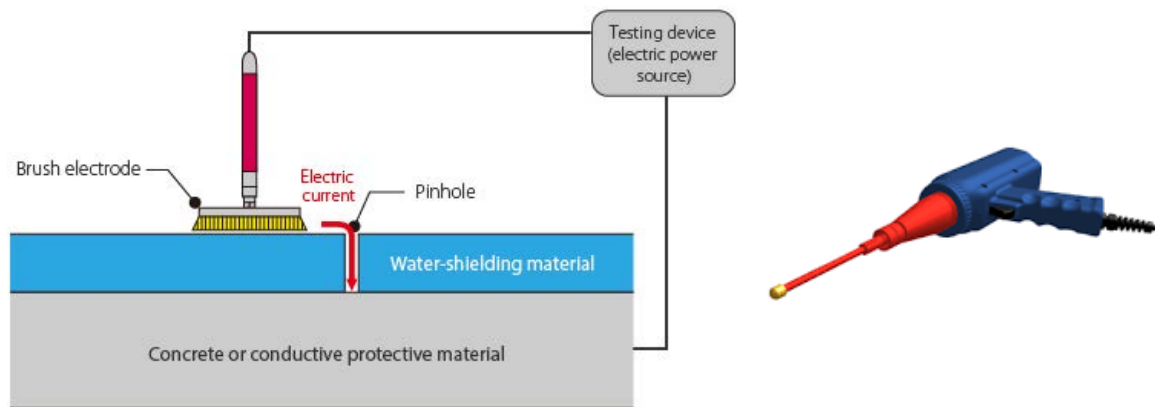 Testing device
(electric power
source)
Brush electrode
Electric
current
Pinhole
Water-shielding material
Concrete or conductive protective material